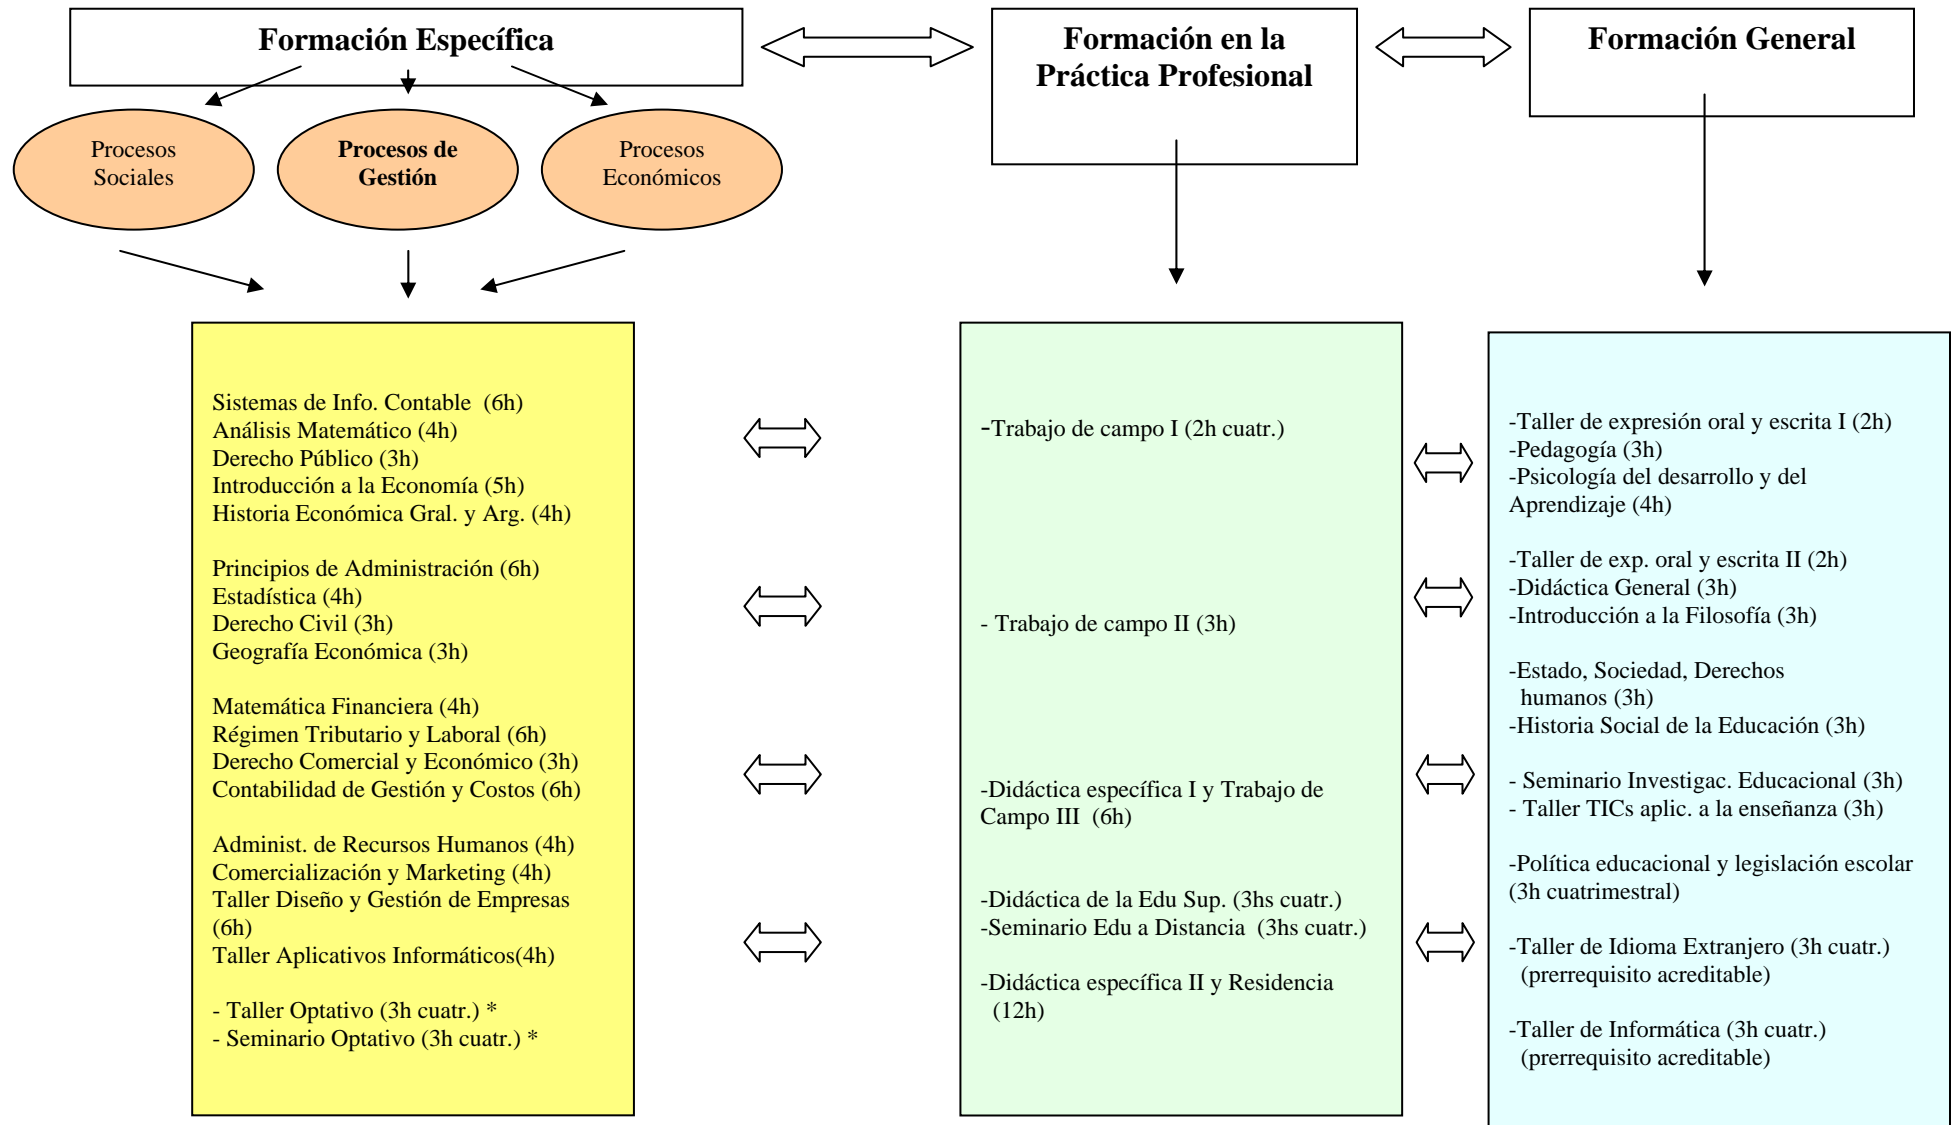 Formación Específica
Formación en la
Práctica Profesional
Formación General
Procesos
Sociales
Procesos de
Gestión
Procesos
Económicos
Sistemas de Info. Contable  (6h)
Análisis Matemático (4h)
Derecho Público (3h)
Introducción a la Economía (5h)
Historia Económica Gral. y Arg. (4h)
Principios de Administración (6h)
Estadística (4h)
Derecho Civil (3h)
Geografía Económica (3h)
Matemática Financiera (4h)
Régimen Tributario y Laboral (6h)
Derecho Comercial y Económico (3h)
Contabilidad de Gestión y Costos (6h)
Administ. de Recursos Humanos (4h)
Comercialización y Marketing (4h)
Taller Diseño y Gestión de Empresas
(6h)
Taller Aplicativos Informáticos(4h)
- Taller Optativo (3h cuatr.) *
- Seminario Optativo (3h cuatr.) *
-Trabajo de campo I (2h cuatr.)
- Trabajo de campo II (3h)
-Didáctica específica I y Trabajo de
Campo III  (6h)
-Didáctica de la Edu Sup. (3hs cuatr.)
-Seminario Edu a Distancia  (3hs cuatr.)
-Didáctica específica II y Residencia
(12h)
-Taller de expresión oral y escrita I (2h)
-Pedagogía (3h)
-Psicología del desarrollo y del
Aprendizaje (4h)
-Taller de exp. oral y escrita II (2h)
-Didáctica General (3h)
-Introducción a la Filosofía (3h)
-Estado, Sociedad, Derechos
humanos (3h)
-Historia Social de la Educación (3h)
- Seminario Investigac. Educacional (3h)
- Taller TICs aplic. a la enseñanza (3h)
-Política educacional y legislación escolar
(3h cuatrimestral)
-Taller de Idioma Extranjero (3h cuatr.)
(prerrequisito acreditable)
-Taller de Informática (3h cuatr.)
(prerrequisito acreditable)